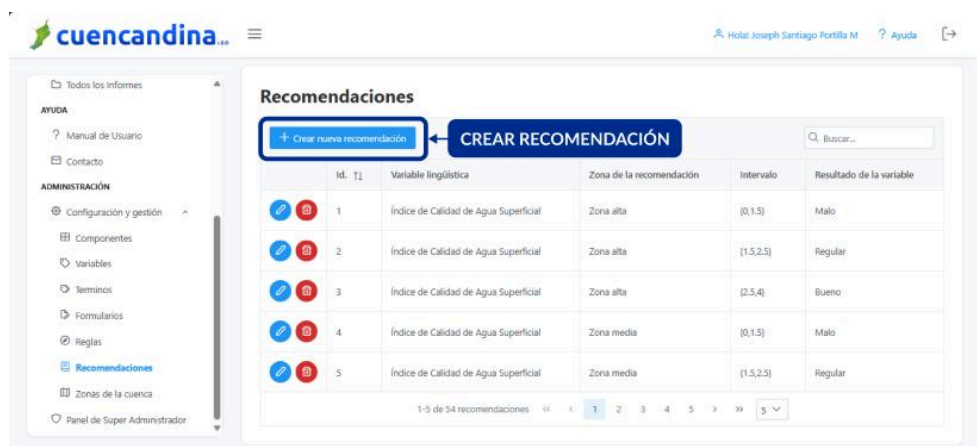 cuencandina
Hola! Joseph Santiago Portilla M
? Ayuda
Todos los Informes
AYUDA
? Manual de Usuario
Contacto
ADMINISTRACIÓN
Configuración y gestión
Componentes
Variables
Terminos
Formularios
Reglas
Recomendaciones
Zonas de la cuenca
Panel de Super Administrador
Recomendaciones
+ Crear nueva recomendación
CREAR RECOMENDACIÓN
Buscar...
Id. Variable lingüística Zona de la recomendación Intervalo Resultado de la variable
1 Índice de Calidad de Agua Superficial Zona alta (0,1.5) Malo
2 Índice de Calidad de Agua Superficial Zona alta (1.5,2.5) Regular
3 Índice de Calidad de Agua Superficial Zona alta (2.5,4) Bueno
4 Índice de Calidad de Agua Superficial Zona media (0,1.5) Malo
5 Índice de Calidad de Agua Superficial Zona media (1.5,2.5) Regular
1-5 de 54 recomendaciones « < 1 2 3 4 5 > » 5